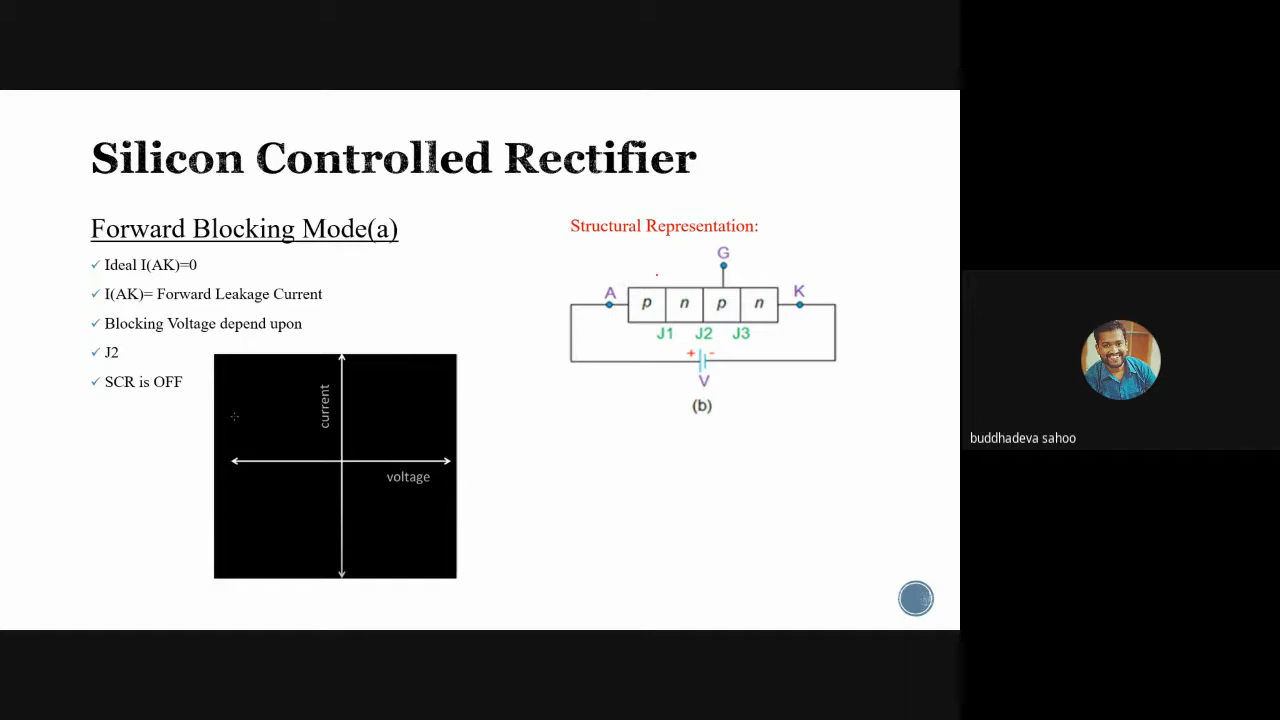 Silicon Controlled Rectifier
Forward Blocking Mode(a)
Ideal I(AK)=0
I(AK)= Forward Leakage Current
Blocking Voltage depend upon
J2
SCR is OFF
current
voltage
Structural Representation:
G
A
p n p n
K
J1 J2 J3
+ -
V
(b)
buddhadeva sahoo